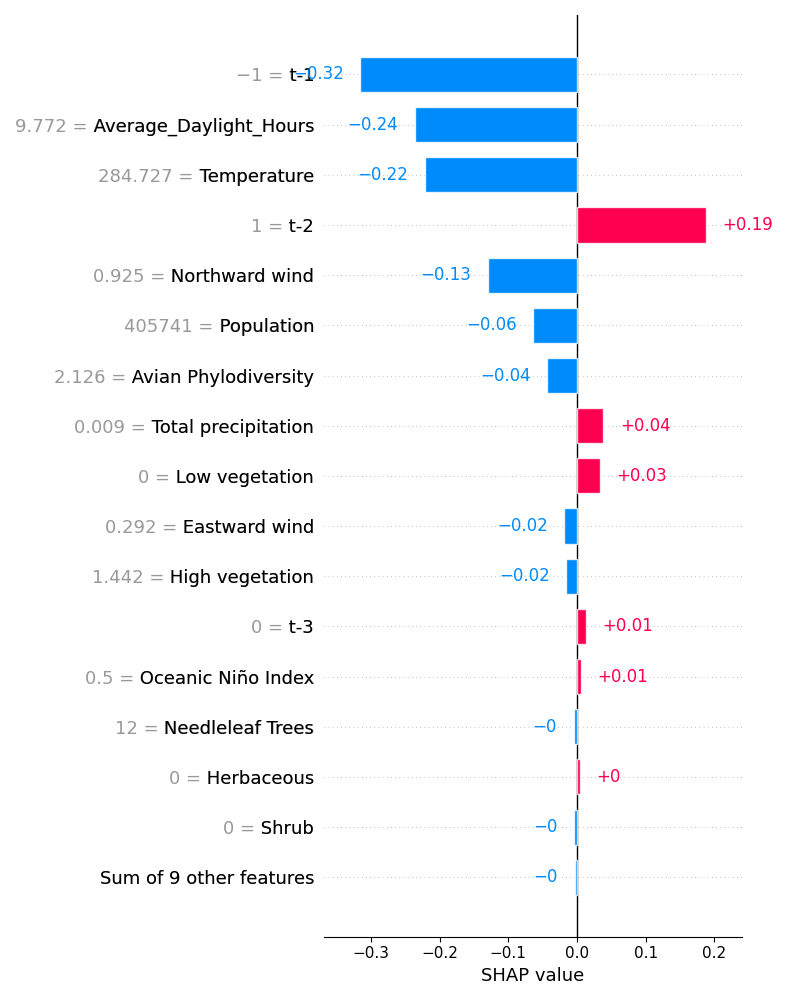 −1 = t-1 −0.32
9.772 = Average_Daylight_Hours −0.24
284.727 = Temperature −0.22
1 = t-2 +0.19
0.925 = Northward wind −0.13
405741 = Population −0.06
2.126 = Avian Phylodiversity −0.04
0.009 = Total precipitation +0.04
0 = Low vegetation +0.03
0.292 = Eastward wind −0.02
1.442 = High vegetation −0.02
0 = t-3 +0.01
0.5 = Oceanic Niño Index +0.01
12 = Needleleaf Trees −0
0 = Herbaceous +0
0 = Shrub −0
Sum of 9 other features −0
−0.3 −0.2 −0.1 0.0 0.1 0.2
SHAP value